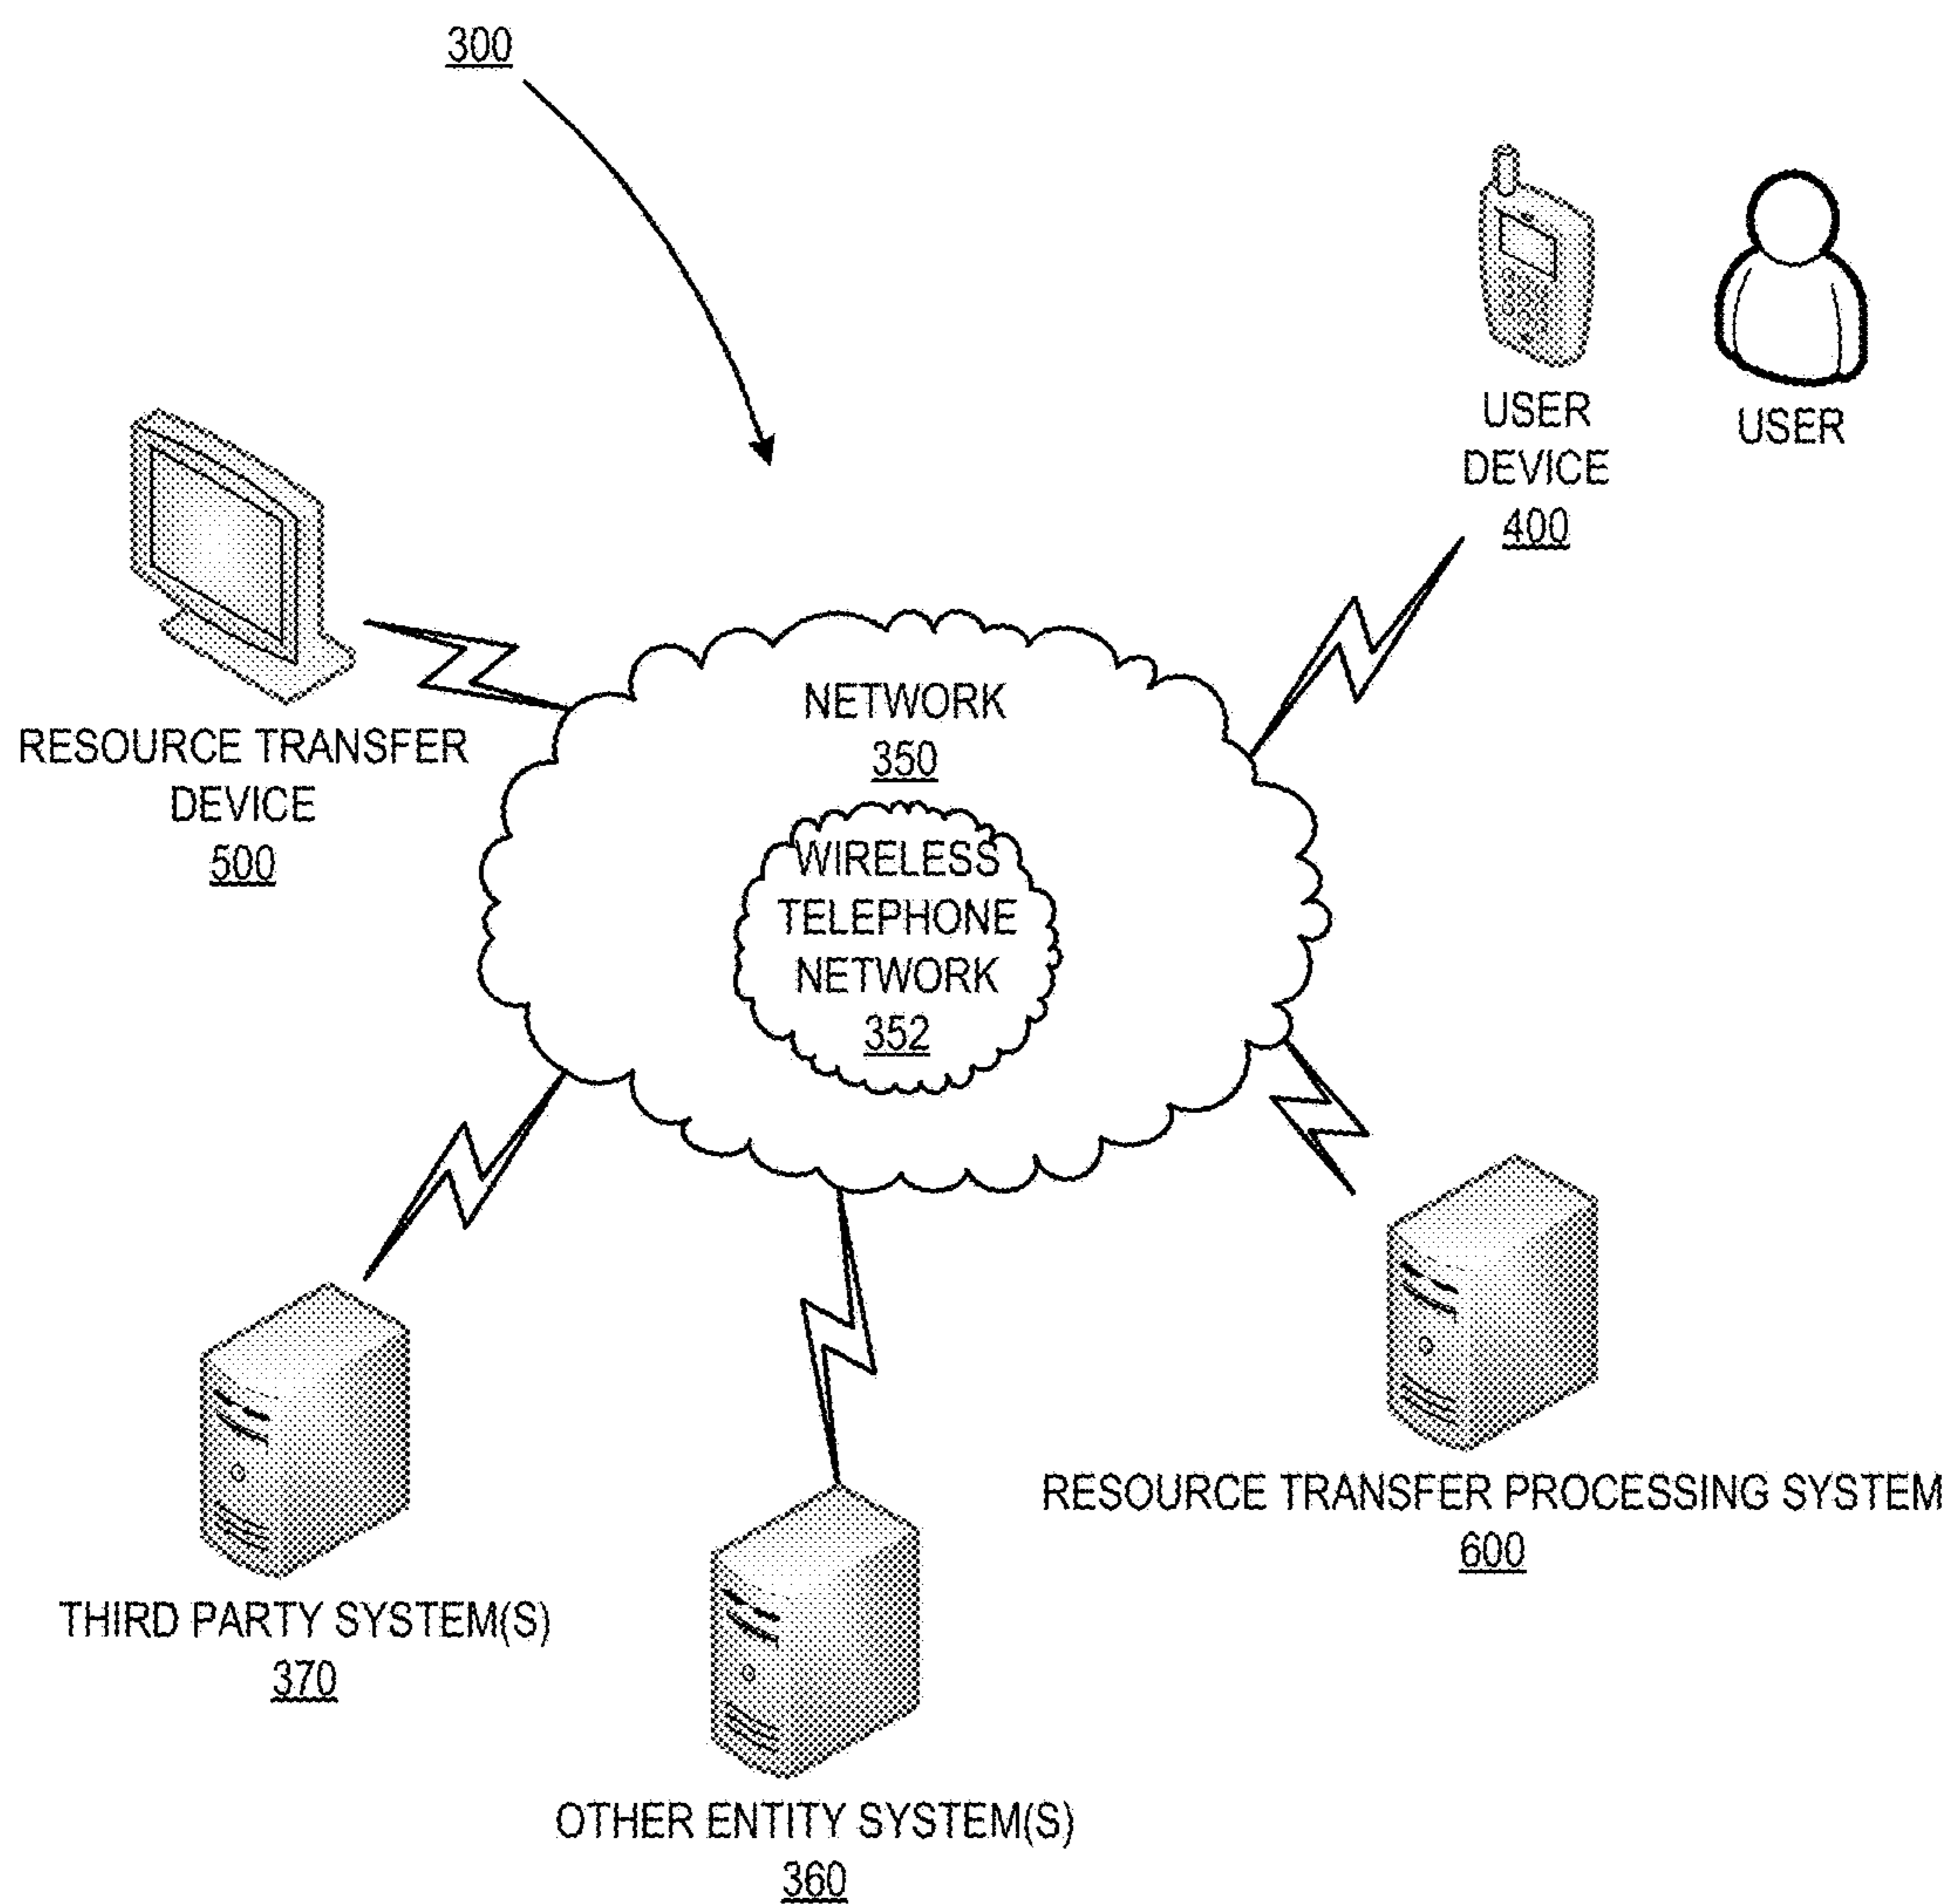 300
USER
DEVICE
400
USER
RESOURCE TRANSFER
DEVICE
500
NETWORK
350
WIRELESS
TELEPHONE
NETWORK
352
RESOURCE TRANSFER PROCESSING SYSTEM
600
THIRD PARTY SYSTEM(S)
370
OTHER ENTITY SYSTEM(S)
360